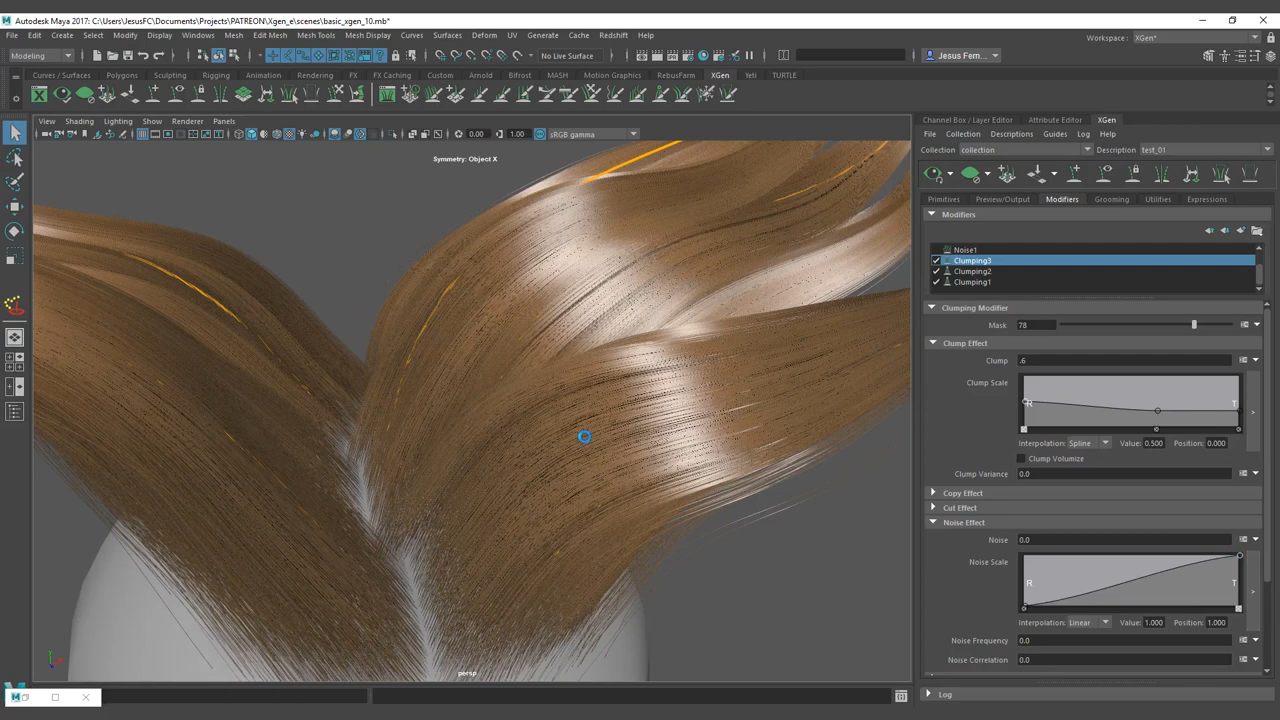 Autodesk Maya 2017: C:\Users\JesusFC\Documents\Projects\PATREON\Xgen_e\scenes\basic_xgen_10.mb*
File Edit Create Select Modify Display Windows Mesh Edit Mesh Mesh Tools Mesh Display Curves Surfaces Deform UV Generate Cache Redshift Help
Workspace : XGen*
Modeling No Live Surface Jesus Fern...
Curves / Surfaces Polygons Sculpting Rigging Animation Rendering FX FX Caching Custom Arnold Bifrost MASH Motion Graphics RebusFarm XGen Yeti TURTLE
View Shading Lighting Show Renderer Panels
0.00 1.00 sRGB gamma
Symmetry: Object X
persp
Channel Box / Layer Editor Attribute Editor XGen
File Collection Descriptions Guides Log Help
Collection collection Description test_01
Primitives Preview/Output Modifiers Grooming Utilities Expressions
Modifiers
Noise1
Clumping3
Clumping2
Clumping1
Clumping Modifier
Mask 78
Clump Effect
Clump .6
Clump Scale
R T
Interpolation: Spline Value: 0.500 Position: 0.000
Clump Volumize
Clump Variance 0.0
Copy Effect
Cut Effect
Noise Effect
Noise 0.0
Noise Scale
R T
Interpolation: Linear Value: 1.000 Position: 1.000
Noise Frequency 0.0
Noise Correlation 0.0
Log